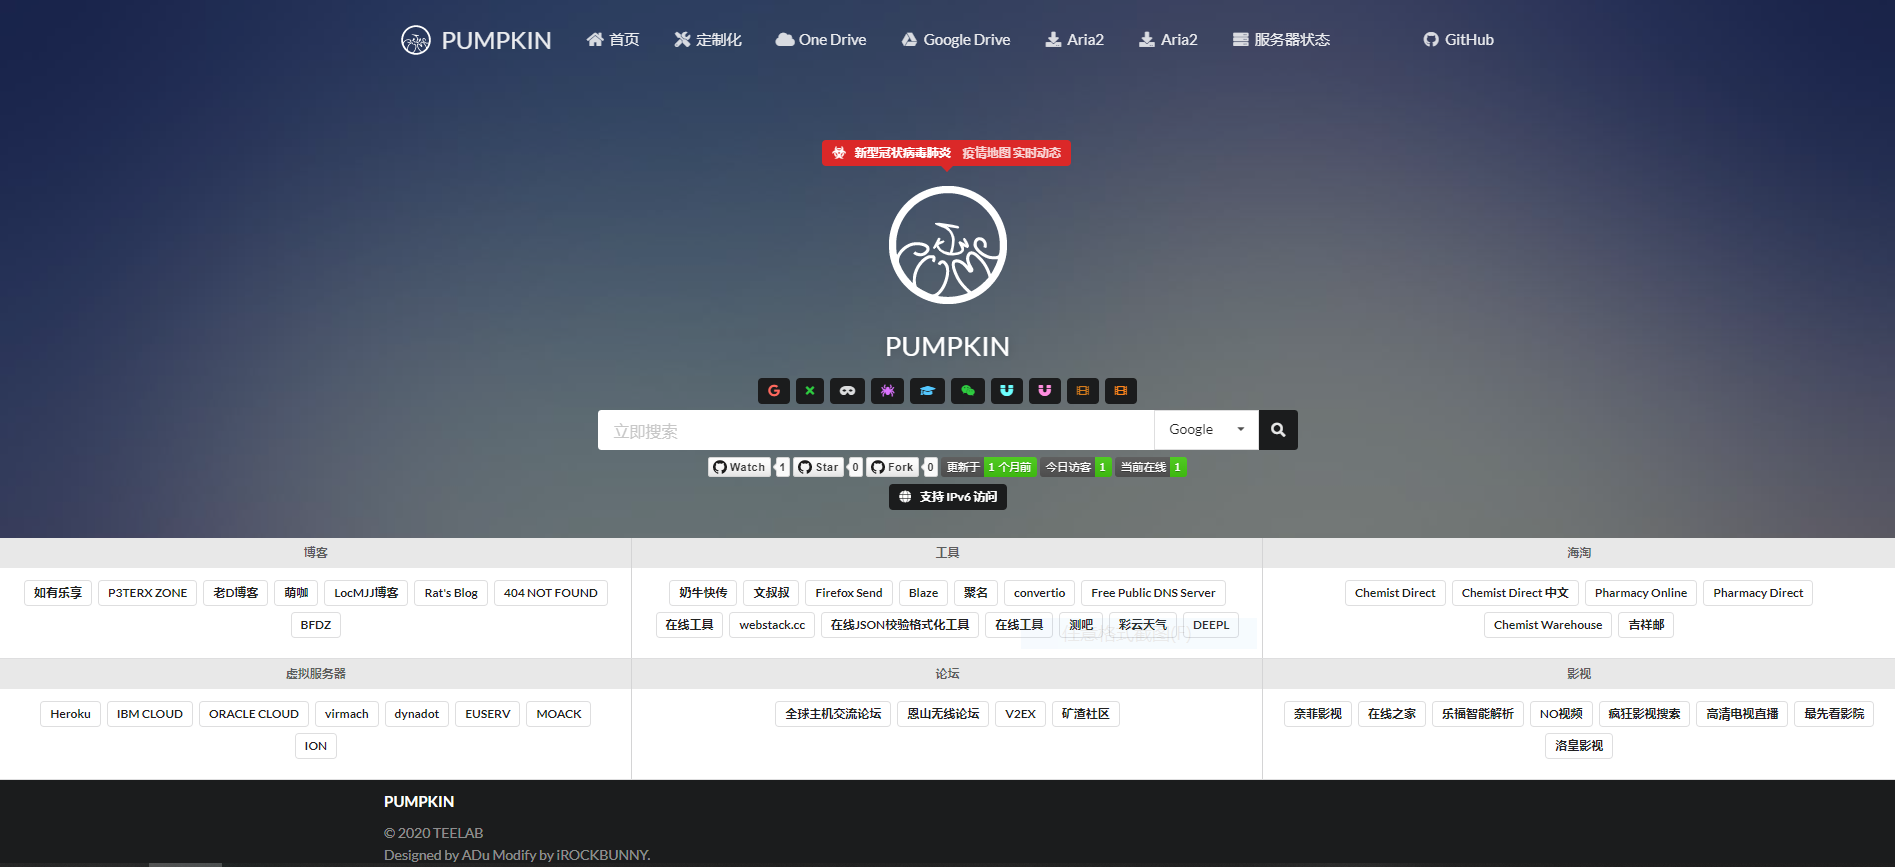 PUMPKIN 首页 定制化 One Drive Google Drive Aria2 Aria2 服务器状态 GitHub
新型冠状病毒肺炎 疫情地图 实时动态
PUMPKIN
立即搜索 Google
Watch 1 Star 0 Fork 0 更新于 1 个月前 今日访客 1 当前在线 1
支持 IPv6 访问
博客 工具 海淘
如有乐享 P3TERX ZONE 老D博客 萌咖 LocMJJ博客 Rat's Blog 404 NOT FOUND
BFDZ
奶牛快传 文叔叔 Firefox Send Blaze 聚名 convertio Free Public DNS Server
在线工具 webstack.cc 在线JSON校验格式化工具 在线工具 测吧 彩云天气 DEEPL
任意格式截图(F)
Chemist Direct Chemist Direct 中文 Pharmacy Online Pharmacy Direct
Chemist Warehouse 吉祥邮
虚拟服务器 论坛 影视
Heroku IBM CLOUD ORACLE CLOUD virmach dynadot EUSERV MOACK
ION
全球主机交流论坛 恩山无线论坛 V2EX 矿渣社区
奈菲影视 在线之家 乐福智能解析 NO视频 疯狂影视搜索 高清电视直播 最先看影院
洛皇影视
PUMPKIN
© 2020 TEELAB
Designed by ADu Modify by iROCKBUNNY.